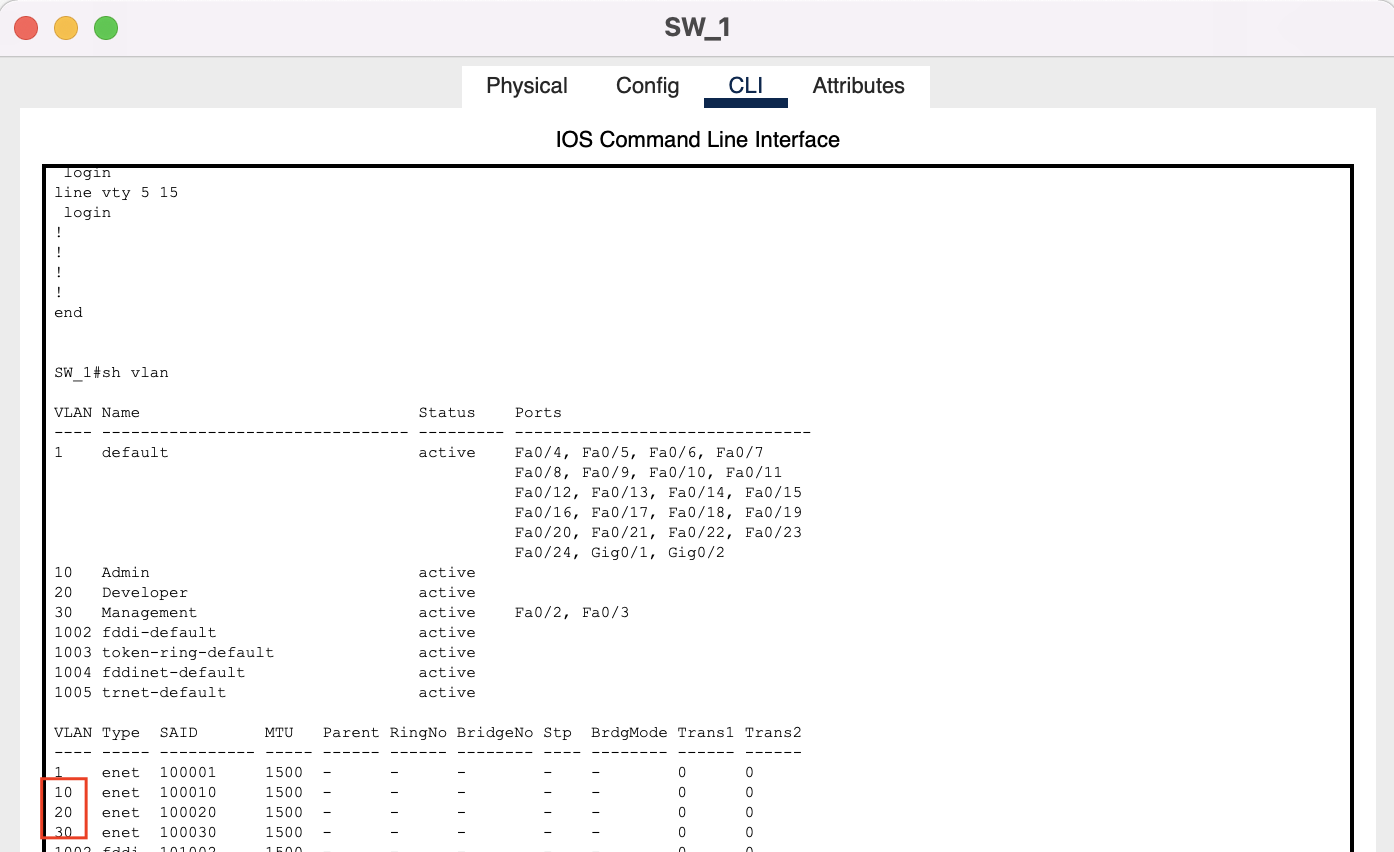 SW_1
Physical Config CLI Attributes
IOS Command Line Interface
login
line vty 5 15
login
!
!
!
!
end
SW_1#sh vlan
VLAN Name Status Ports
---- -------------------------------- --------- -------------------------------
1 default active Fa0/4, Fa0/5, Fa0/6, Fa0/7
Fa0/8, Fa0/9, Fa0/10, Fa0/11
Fa0/12, Fa0/13, Fa0/14, Fa0/15
Fa0/16, Fa0/17, Fa0/18, Fa0/19
Fa0/20, Fa0/21, Fa0/22, Fa0/23
Fa0/24, Gig0/1, Gig0/2
10 Admin active
20 Developer active
30 Management active Fa0/2, Fa0/3
1002 fddi-default active
1003 token-ring-default active
1004 fddinet-default active
1005 trnet-default active
VLAN Type SAID MTU Parent RingNo BridgeNo Stp BrdgMode Trans1 Trans2
---- ----- ---------- ----- ------ ------ -------- ---- -------- ------ ------
1 enet 100001 1500 - - - - - 0 0
10 enet 100010 1500 - - - - - 0 0
20 enet 100020 1500 - - - - - 0 0
30 enet 100030 1500 - - - - - 0 0
1002 fddi 101002 1500 - - - - - 0 0